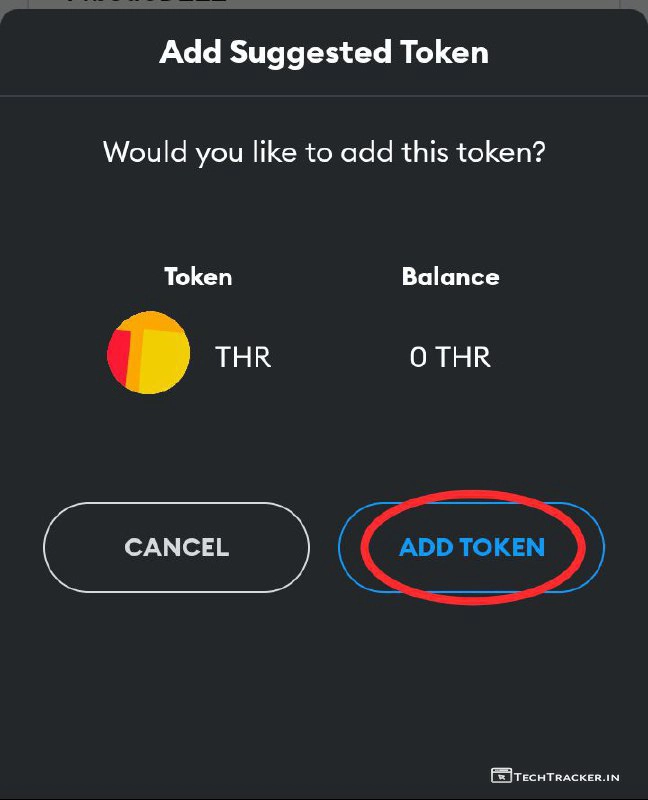 Add Suggested Token
Would you like to add this token?
Token Balance
THR 0 THR
CANCEL ADD TOKEN
TECHTRACKER.IN